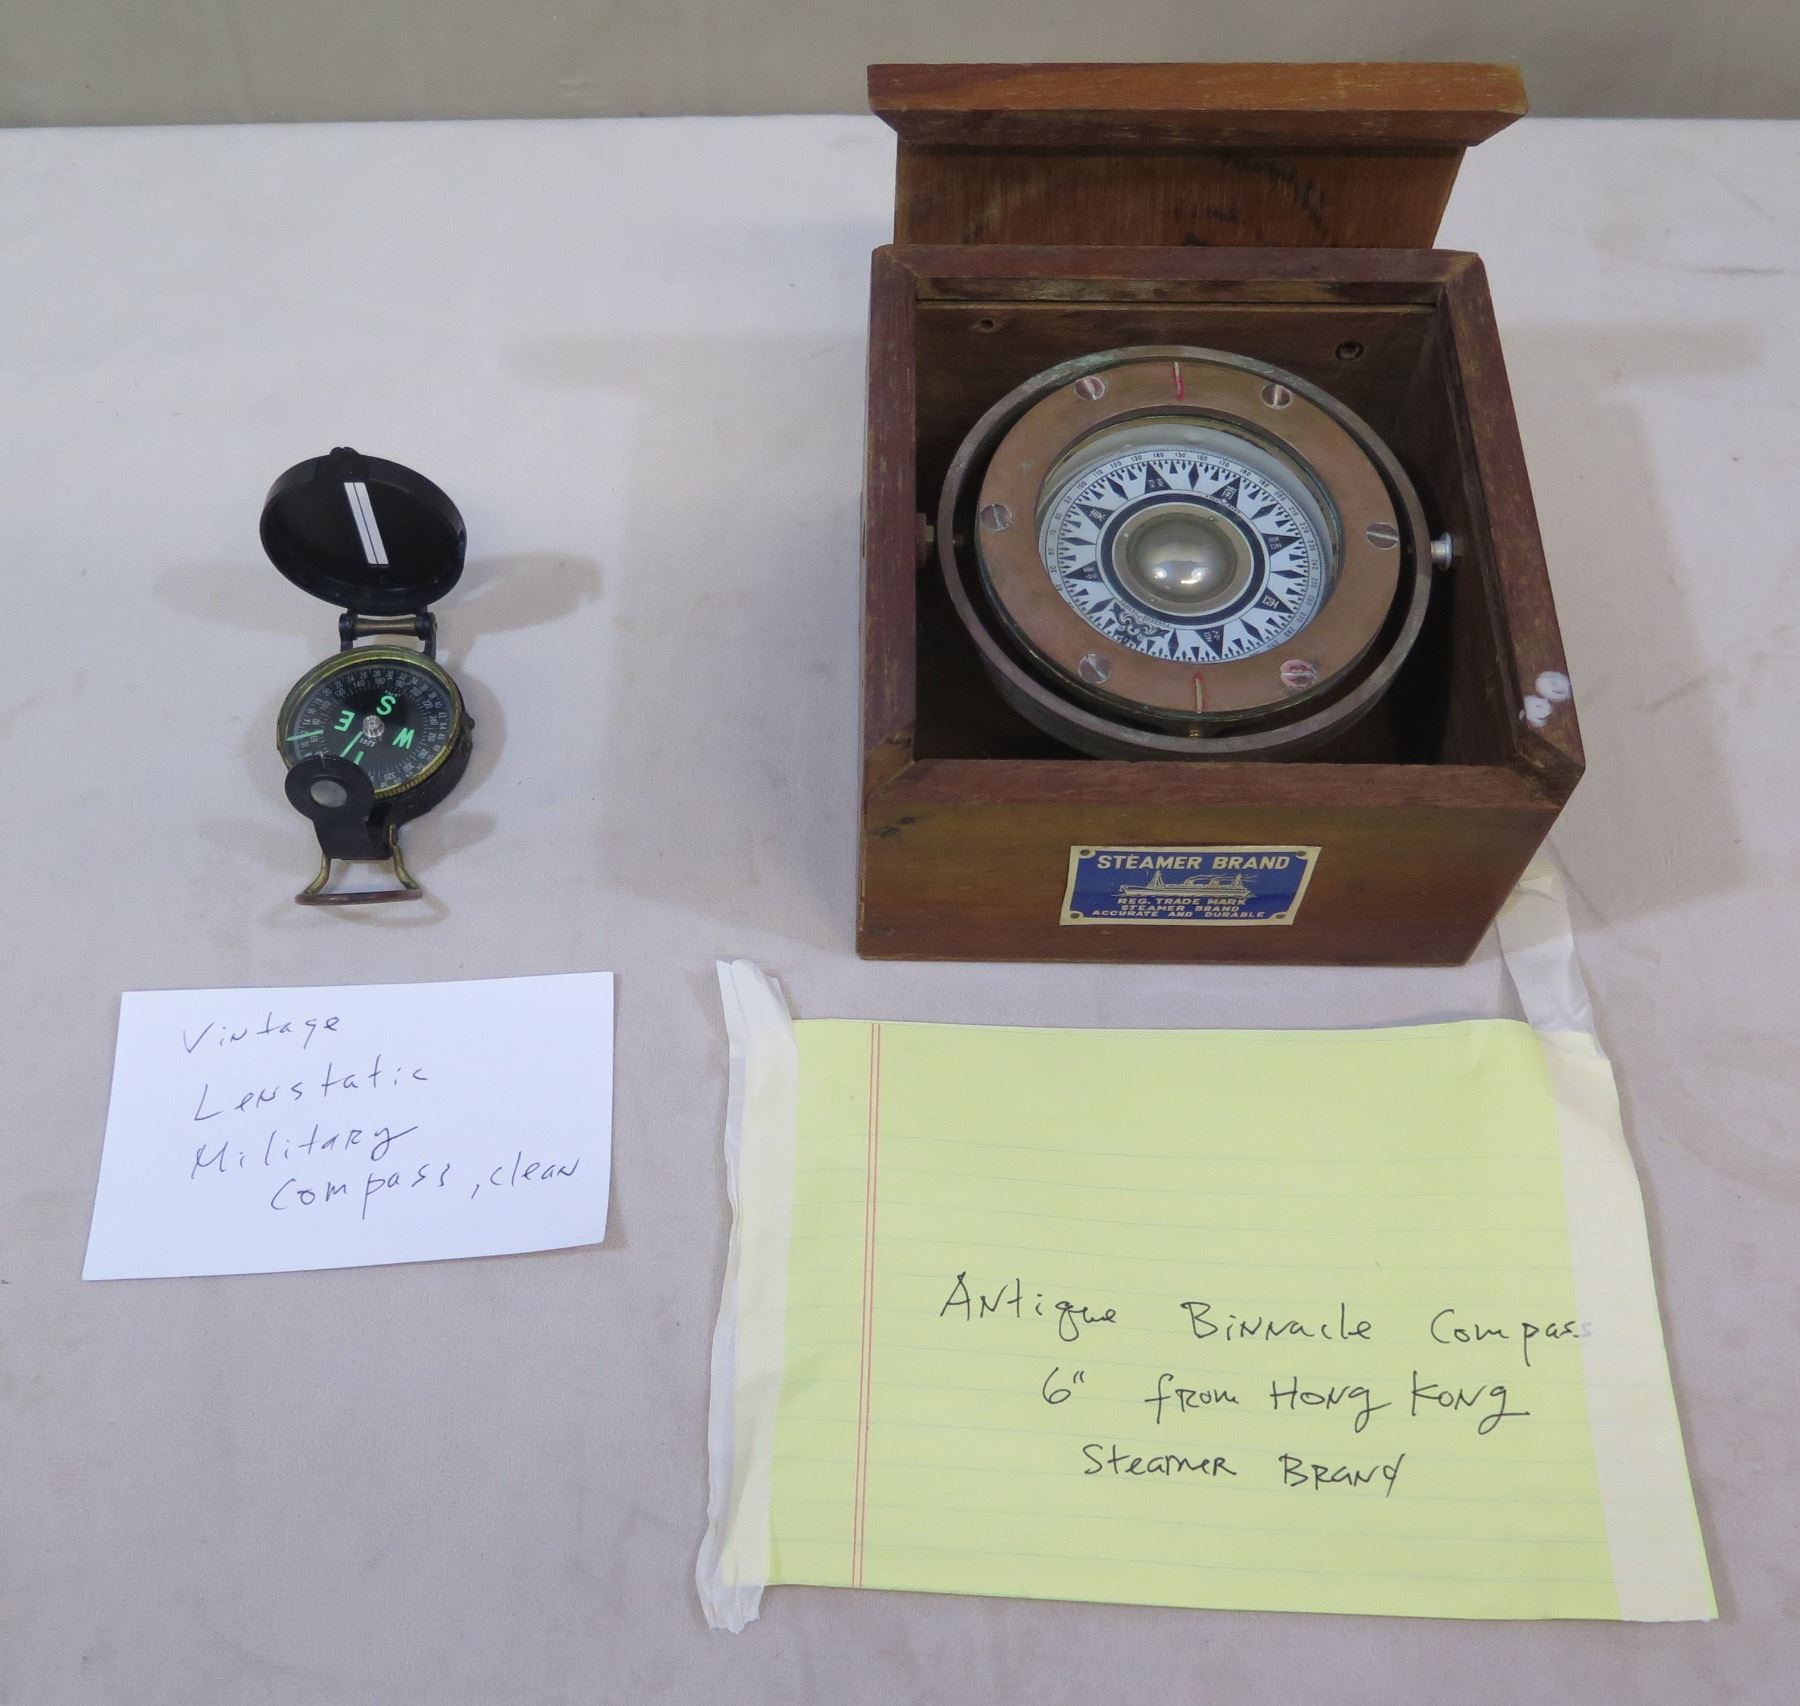 S
E
W
STEAMER BRAND
REG. TRADE MARK
STEAMER BRAND
ACCURATE AND DURABLE
南
Vintage
Lenstatic
Military
Compass, clean
Antique Binnacle Compass
6" from Hong Kong
Steamer Brand